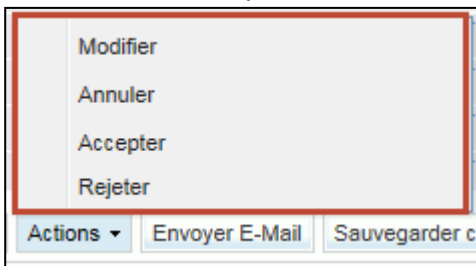 Modifier
Annuler
Accepter
Rejeter
Actions Envoyer E-Mail Sauvegarder c